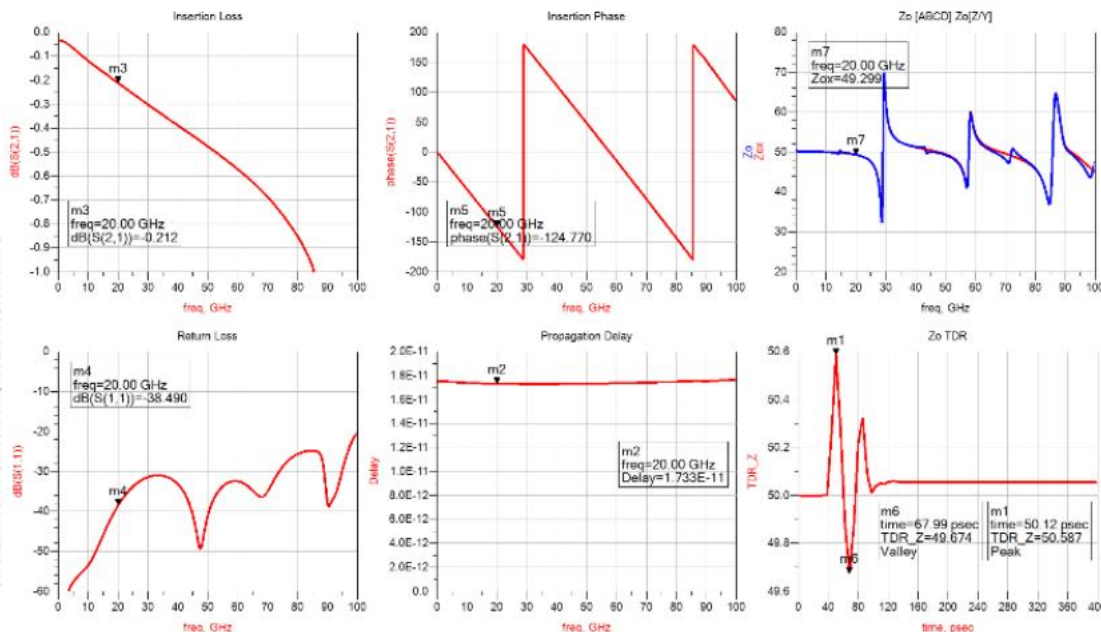 Insertion Loss
dB(S(2,1))
0.0
-0.1
-0.2
-0.3
-0.4
-0.5
-0.6
-0.7
-0.8
-0.9
-1.0
m3
m3
freq=20.00 GHz
dB(S(2,1))=-0.212
0 10 20 30 40 50 60 70 80 90 100
freq, GHz
Insertion Phase
phase(S(2,1))
200
150
100
50
0
-50
-100
-150
-200
m5
m5
freq=20.00 GHz
phase(S(2,1))=-124.770
0 10 20 30 40 50 60 70 80 90 100
freq, GHz
Zo [ABCD] Zo[Z/Y]
Zo
Zox
80
70
60
50
40
30
20
m7
freq=20.00 GHz
Zox=49.299
m7
0 10 20 30 40 50 60 70 80 90 100
freq, GHz
Return Loss
dB(S(1,1))
0
-10
-20
-30
-40
-50
-60
m4
freq=20.00 GHz
dB(S(1,1))=-38.490
m4
0 10 20 30 40 50 60 70 80 90 100
freq, GHz
Propagation Delay
Delay
2.0E-11
1.8E-11
1.6E-11
1.4E-11
1.2E-11
1.0E-11
8.0E-12
6.0E-12
4.0E-12
2.0E-12
0.0
m2
m2
freq=20.00 GHz
Delay=1.733E-11
0 10 20 30 40 50 60 70 80 90 100
freq, GHz
Zo TDR
TDR_Z
50.6
50.4
50.2
50.0
49.8
49.6
m1
m6
m6
time=67.99 psec
TDR_Z=49.674
Valley
m1
time=50.12 psec
TDR_Z=50.587
Peak
0 40 80 120 160 200 240 280 320 360 400
time, psec